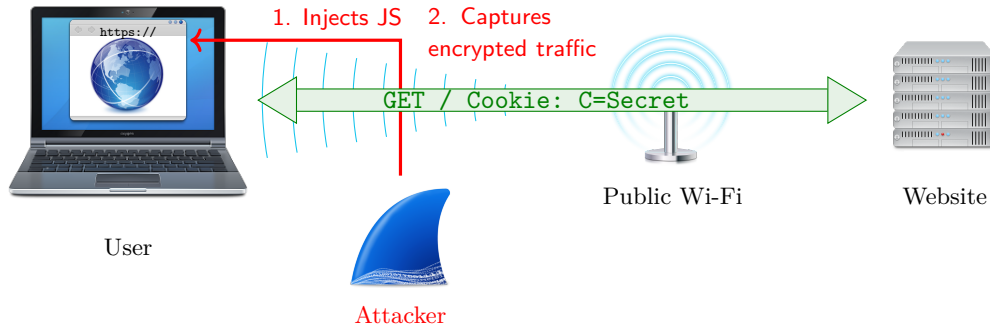 1. Injects JS
2. Captures
encrypted traffic
https://
GET / Cookie: C=Secret
Public Wi-Fi
Website
User
Attacker